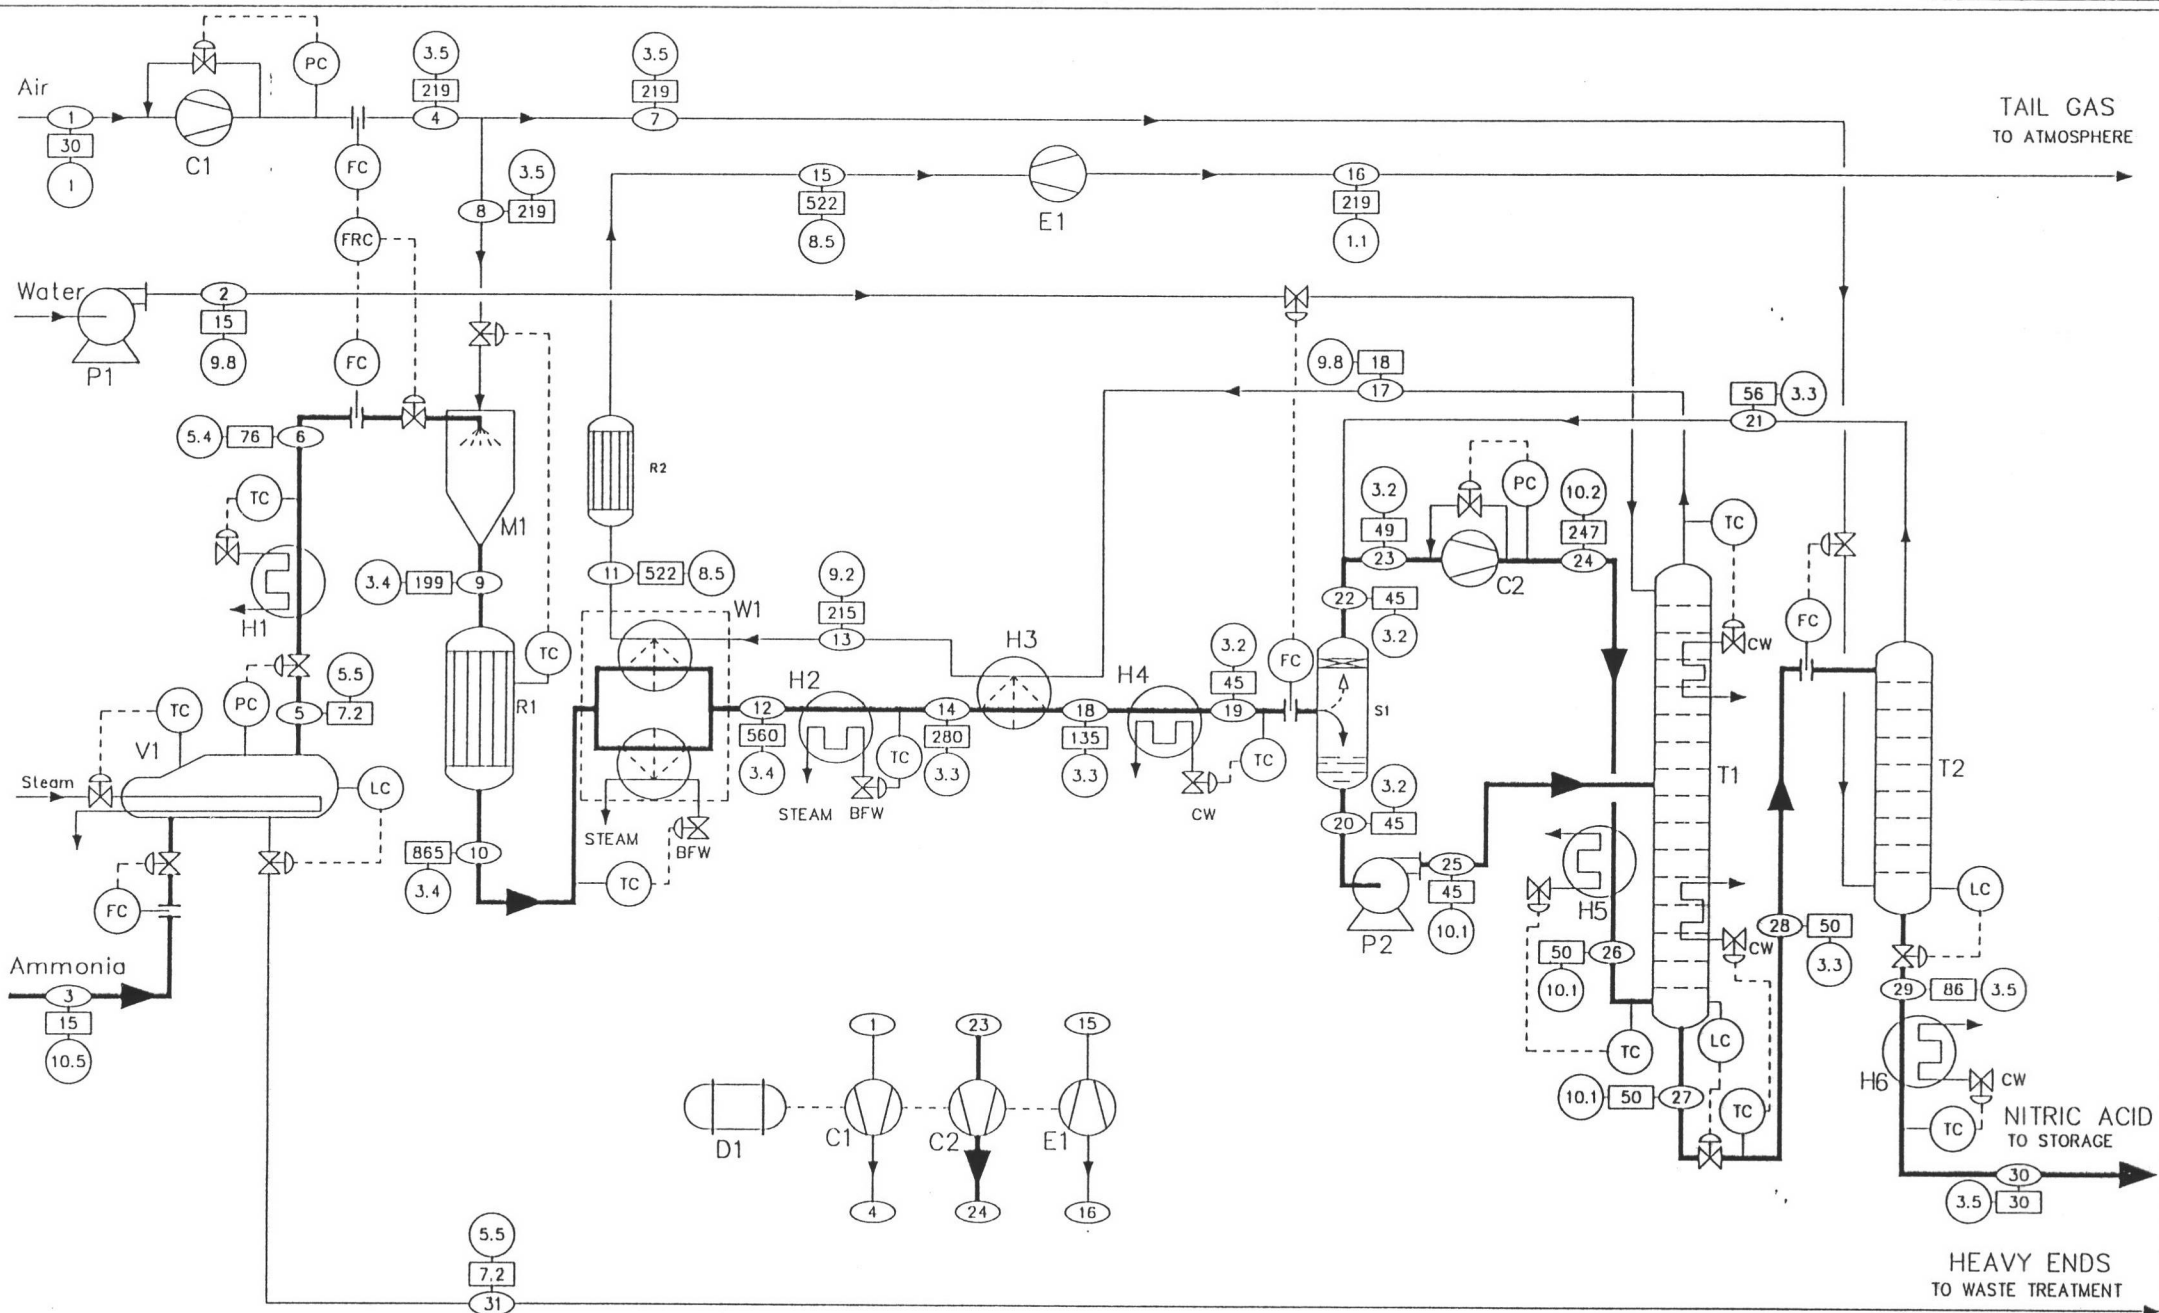 PC
3.5
3.5
Air
219
219
TAIL GAS
TO ATMOSPHERE
1
4
7
30
C1
FC
3.5
15
E1
16
1
8
219
522
219
FRC
8.5
1.1
Water
2
15
P1
9.8
FC
9.8
18
17
56
3.3
21
5.4
76
6
R2
TC
M1
3.2
PC
10.2
TC
49
247
23
24
C2
3.4
199
9
11
522
8.5
9.2
H1
W1
215
22
45
13
3.2
FC
CW
H3
3.2
TC
FC
5.5
H2
H4
45
5
7.2
R1
12
14
18
19
S1
TC
PC
560
TC
280
135
TC
V1
3.4
3.3
3.3
T1
T2
Steam
LC
3.2
STEAM
BFW
CW
20
45
STEAM
BFW
865
10
25
3.4
TC
45
H5
LC
FC
P2
10.1
28
50
50
26
CW
3.3
Ammonia
10.1
3
29
86
3.5
15
10.5
1
23
15
TC
LC
H6
CW
10.1
50
27
TC
D1
C1
C2
E1
TC
NITRIC ACID
TO STORAGE
30
4
24
16
3.5
30
5.5
7.2
31
HEAVY ENDS
TO WASTE TREATMENT